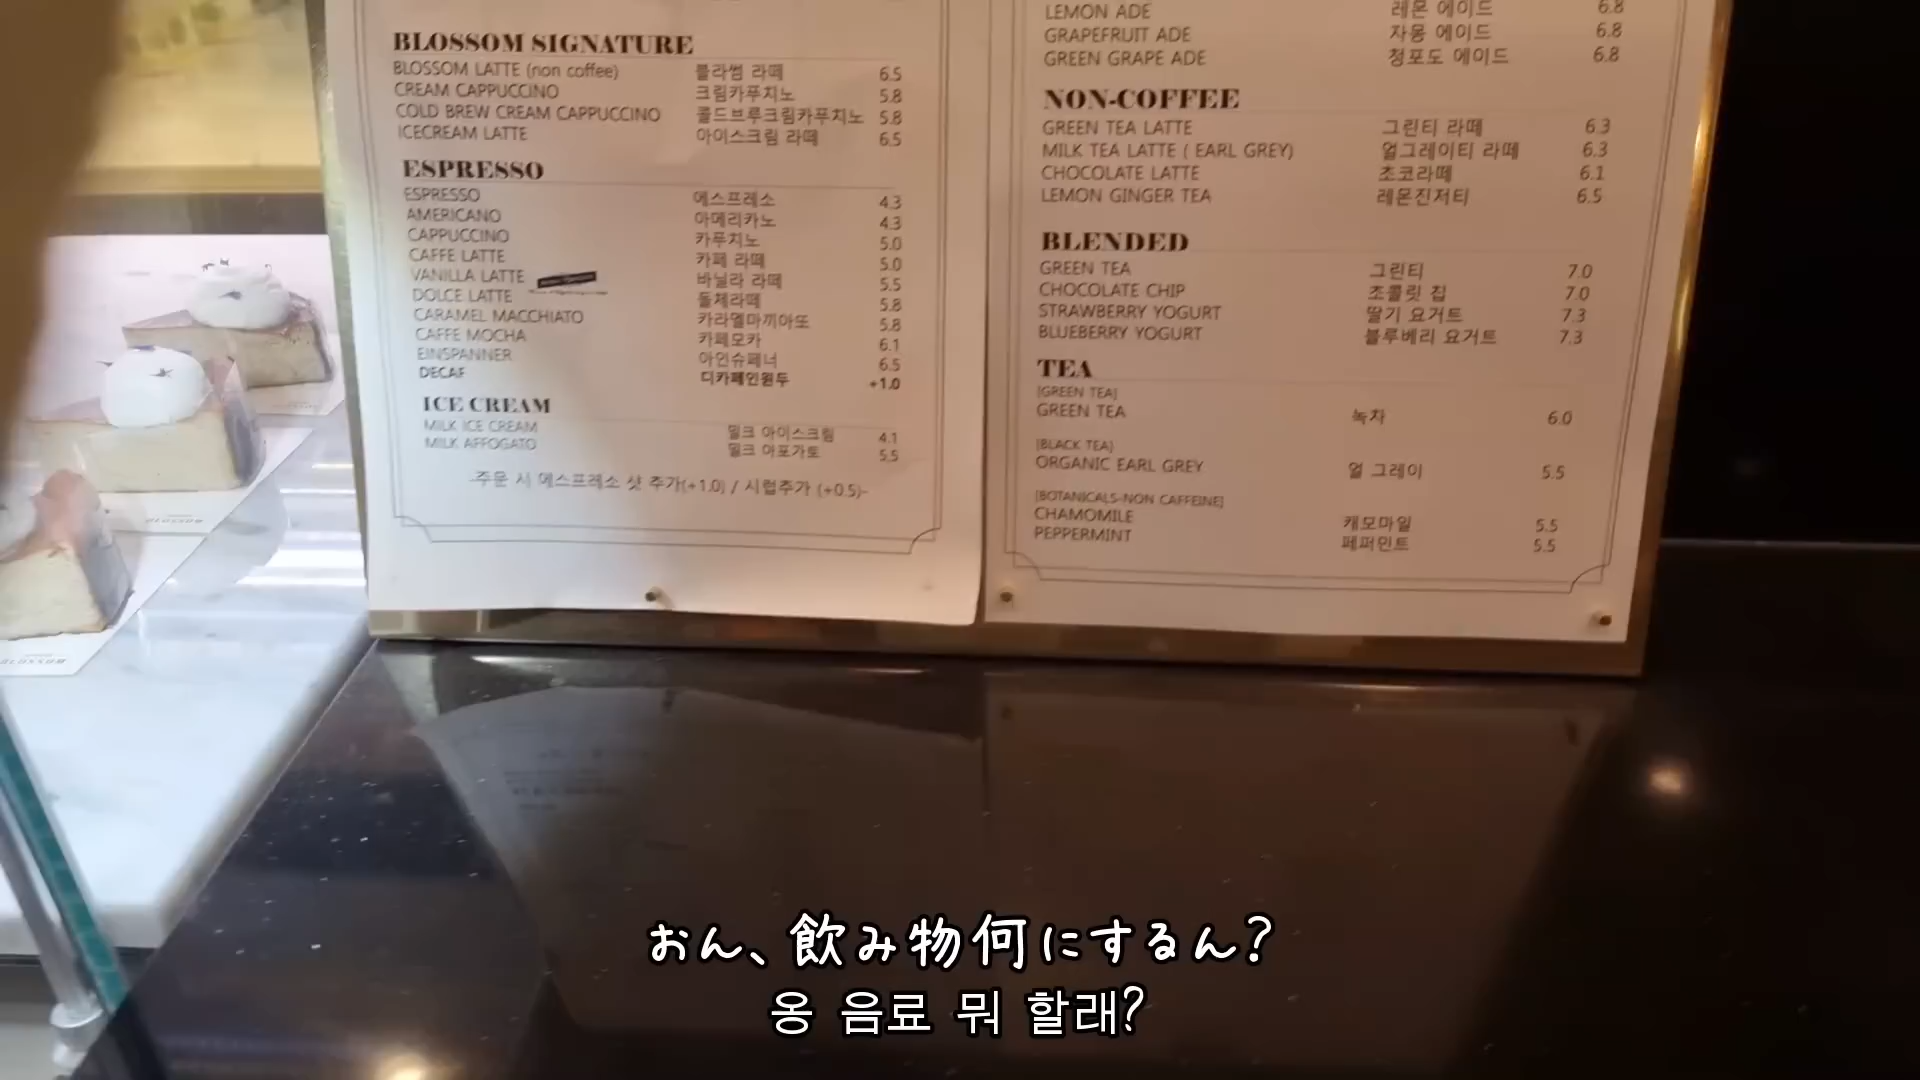 BLOSSOM SIGNATURE
BLOSSOM LATTE (non coffee) 블라썸 라떼 6.5
CREAM CAPPUCCINO 크림카푸치노 5.8
COLD BREW CREAM CAPPUCCINO 콜드브루크림카푸치노 5.8
ICECREAM LATTE 아이스크림 라떼 6.5
ESPRESSO
ESPRESSO 에스프레소 4.3
AMERICANO 아메리카노 4.3
CAPPUCCINO 카푸치노 5.0
CAFFE LATTE 카페 라떼 5.0
VANILLA LATTE 바닐라 라떼 5.5
DOLCE LATTE 돌체라떼 5.8
CARAMEL MACCHIATO 카라멜마끼아또 5.8
CAFFE MOCHA 카페모카 6.1
EINSPANNER 아인슈페너 6.5
DECAF 디카페인원두 +1.0
ICE CREAM
MILK ICE CREAM 밀크 아이스크림 4.1
MILK AFFOGATO 밀크 아포가토 5.5
-주문 시 에스프레소 샷 추가(+1.0) / 시럽추가 (+0.5)-
LEMON ADE 레몬 에이드 6.8
GRAPEFRUIT ADE 자몽 에이드 6.8
GREEN GRAPE ADE 청포도 에이드 6.8
NON-COFFEE
GREEN TEA LATTE 그린티 라떼 6.3
MILK TEA LATTE ( EARL GREY) 얼그레이티 라떼 6.3
CHOCOLATE LATTE 초코라떼 6.1
LEMON GINGER TEA 레몬진저티 6.5
BLENDED
GREEN TEA 그린티 7.0
CHOCOLATE CHIP 초콜릿 칩 7.0
STRAWBERRY YOGURT 딸기 요거트 7.3
BLUEBERRY YOGURT 블루베리 요거트 7.3
TEA
[GREEN TEA]
GREEN TEA 녹차 6.0
[BLACK TEA]
ORGANIC EARL GREY 얼 그레이 5.5
[BOTANICALS-NON CAFFEINE]
CHAMOMILE 캐모마일 5.5
PEPPERMINT 페퍼민트 5.5
BLOSSOM
BLOSSOM
おん、飲み物何にするん?
옹 음료 뭐 할래?